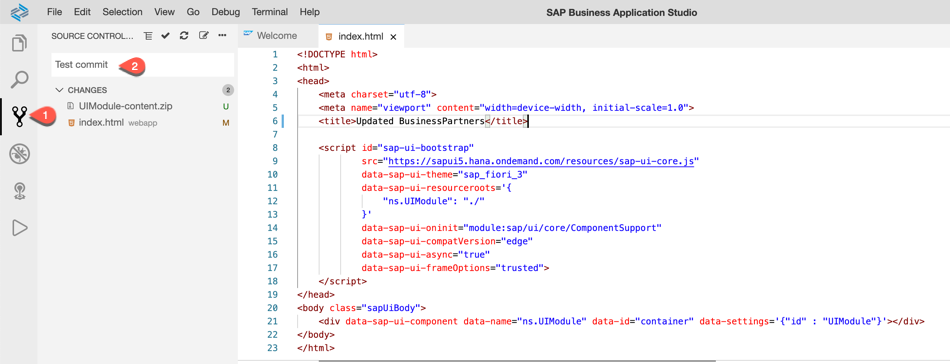 File Edit Selection View Go Debug Terminal Help SAP Business Application Studio
SOURCE CONTROL...
Welcome
index.html
Test commit
2
CHANGES 2
UIModule-content.zip U
1
index.html webapp M
1 <!DOCTYPE html>
2 <html>
3 <head>
4 <meta charset="utf-8">
5 <meta name="viewport" content="width=device-width, initial-scale=1.0">
6 <title>Updated BusinessPartners</title>
7
8 <script id="sap-ui-bootstrap"
9 src="https://sapui5.hana.ondemand.com/resources/sap-ui-core.js"
10 data-sap-ui-theme="sap_fiori_3"
11 data-sap-ui-resourceroots='{
12 "ns.UIModule": "./"
13 }'
14 data-sap-ui-oninit="module:sap/ui/core/ComponentSupport"
15 data-sap-ui-compatVersion="edge"
16 data-sap-ui-async="true"
17 data-sap-ui-frameOptions="trusted">
18 </script>
19 </head>
20 <body class="sapUiBody">
21 <div data-sap-ui-component data-name="ns.UIModule" data-id="container" data-settings='{"id" : "UIModule"}'></div>
22 </body>
23 </html>